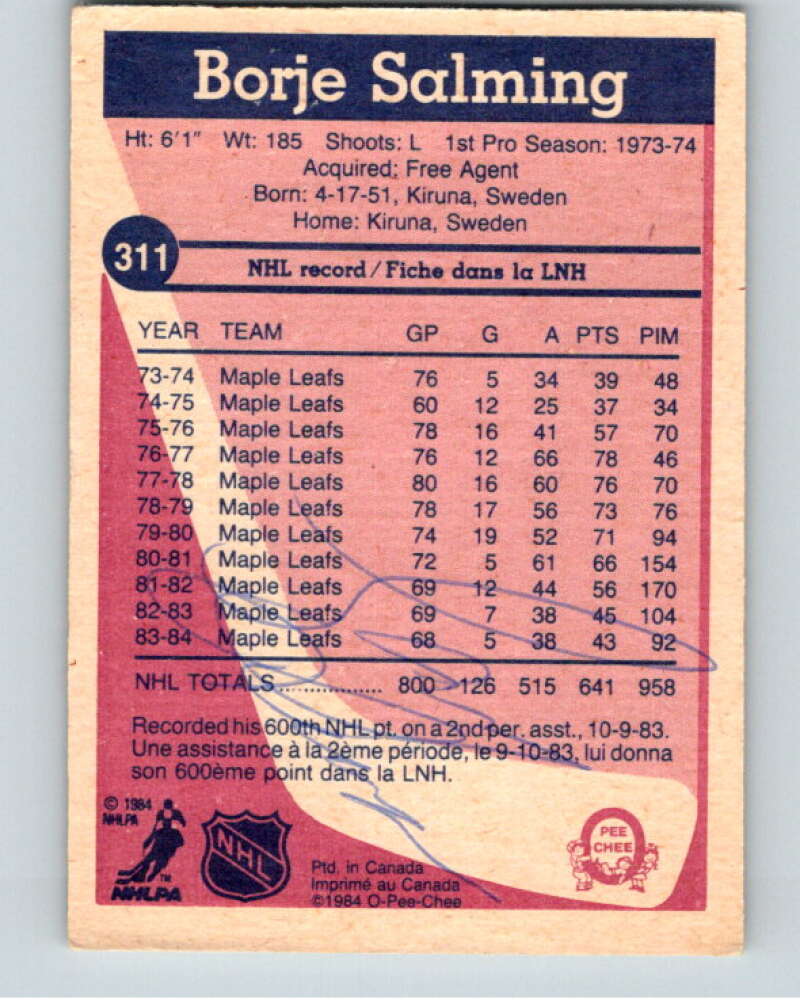 Borje Salming
Ht: 6'1" Wt: 185 Shoots: L 1st Pro Season: 1973-74
Acquired: Free Agent
Born: 4-17-51, Kiruna, Sweden
Home: Kiruna, Sweden
311
NHL record/Fiche dans la LNH
YEAR TEAM GP G A PTS PIM
73-74 Maple Leafs 76 5 34 39 48
74-75 Maple Leafs 60 12 25 37 34
75-76 Maple Leafs 78 16 41 57 70
76-77 Maple Leafs 76 12 66 78 46
77-78 Maple Leafs 80 16 60 76 70
78-79 Maple Leafs 78 17 56 73 76
79-80 Maple Leafs 74 19 52 71 94
80-81 Maple Leafs 72 5 61 66 154
81-82 Maple Leafs 69 12 44 56 170
82-83 Maple Leafs 69 7 38 45 104
83-84 Maple Leafs 68 5 38 43 92
NHL TOTALS................ 800 126 515 641 958
Recorded his 600th NHL pt. on a 2nd per. asst., 10-9-83.
Une assistance à la 2ème période, le 9-10-83, lui donna
son 600ème point dans la LNH.
© 1984
NHLPA
TM
NHLPA
NHL
Ptd. in Canada
Imprimé au Canada
©1984 O-Pee-Chee
PEE
CHEE